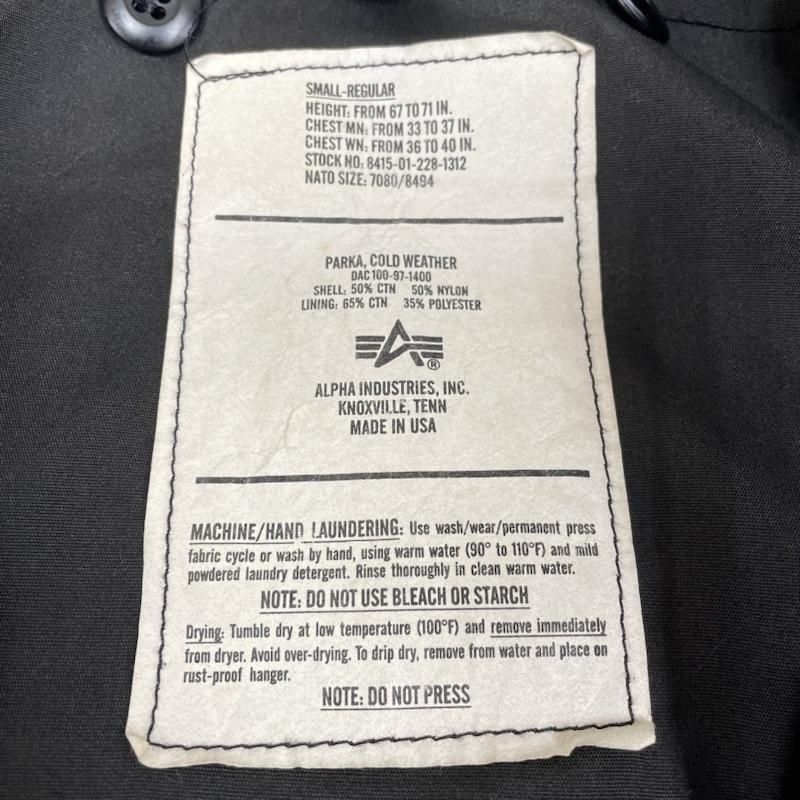 SMALL-REGULAR
HEIGHT: FROM 67 TO 71 IN.
CHEST MN: FROM 33 TO 37 IN.
CHEST WN: FROM 36 TO 40 IN.
STOCK NO: 8415-01-228-1312
NATO SIZE: 7080/8494
PARKA, COLD WEATHER
DAC100-97-1400
SHELL: 50% CTN 50% NYLON
LINING: 65% CTN 35% POLYESTER
®
ALPHA INDUSTRIES, INC.
KNOXVILLE, TENN
MADE IN USA
MACHINE/HAND LAUNDERING: Use wash/wear/permanent press
fabric cycle or wash by hand, using warm water (90° to 110°F) and mild
powdered laundry detergent. Rinse thoroughly in clean warm water.
NOTE: DO NOT USE BLEACH OR STARCH
Drying: Tumble dry at low temperature (100°F) and remove immediately
from dryer. Avoid over-drying. To drip dry, remove from water and place on
rust-proof hanger.
NOTE: DO NOT PRESS